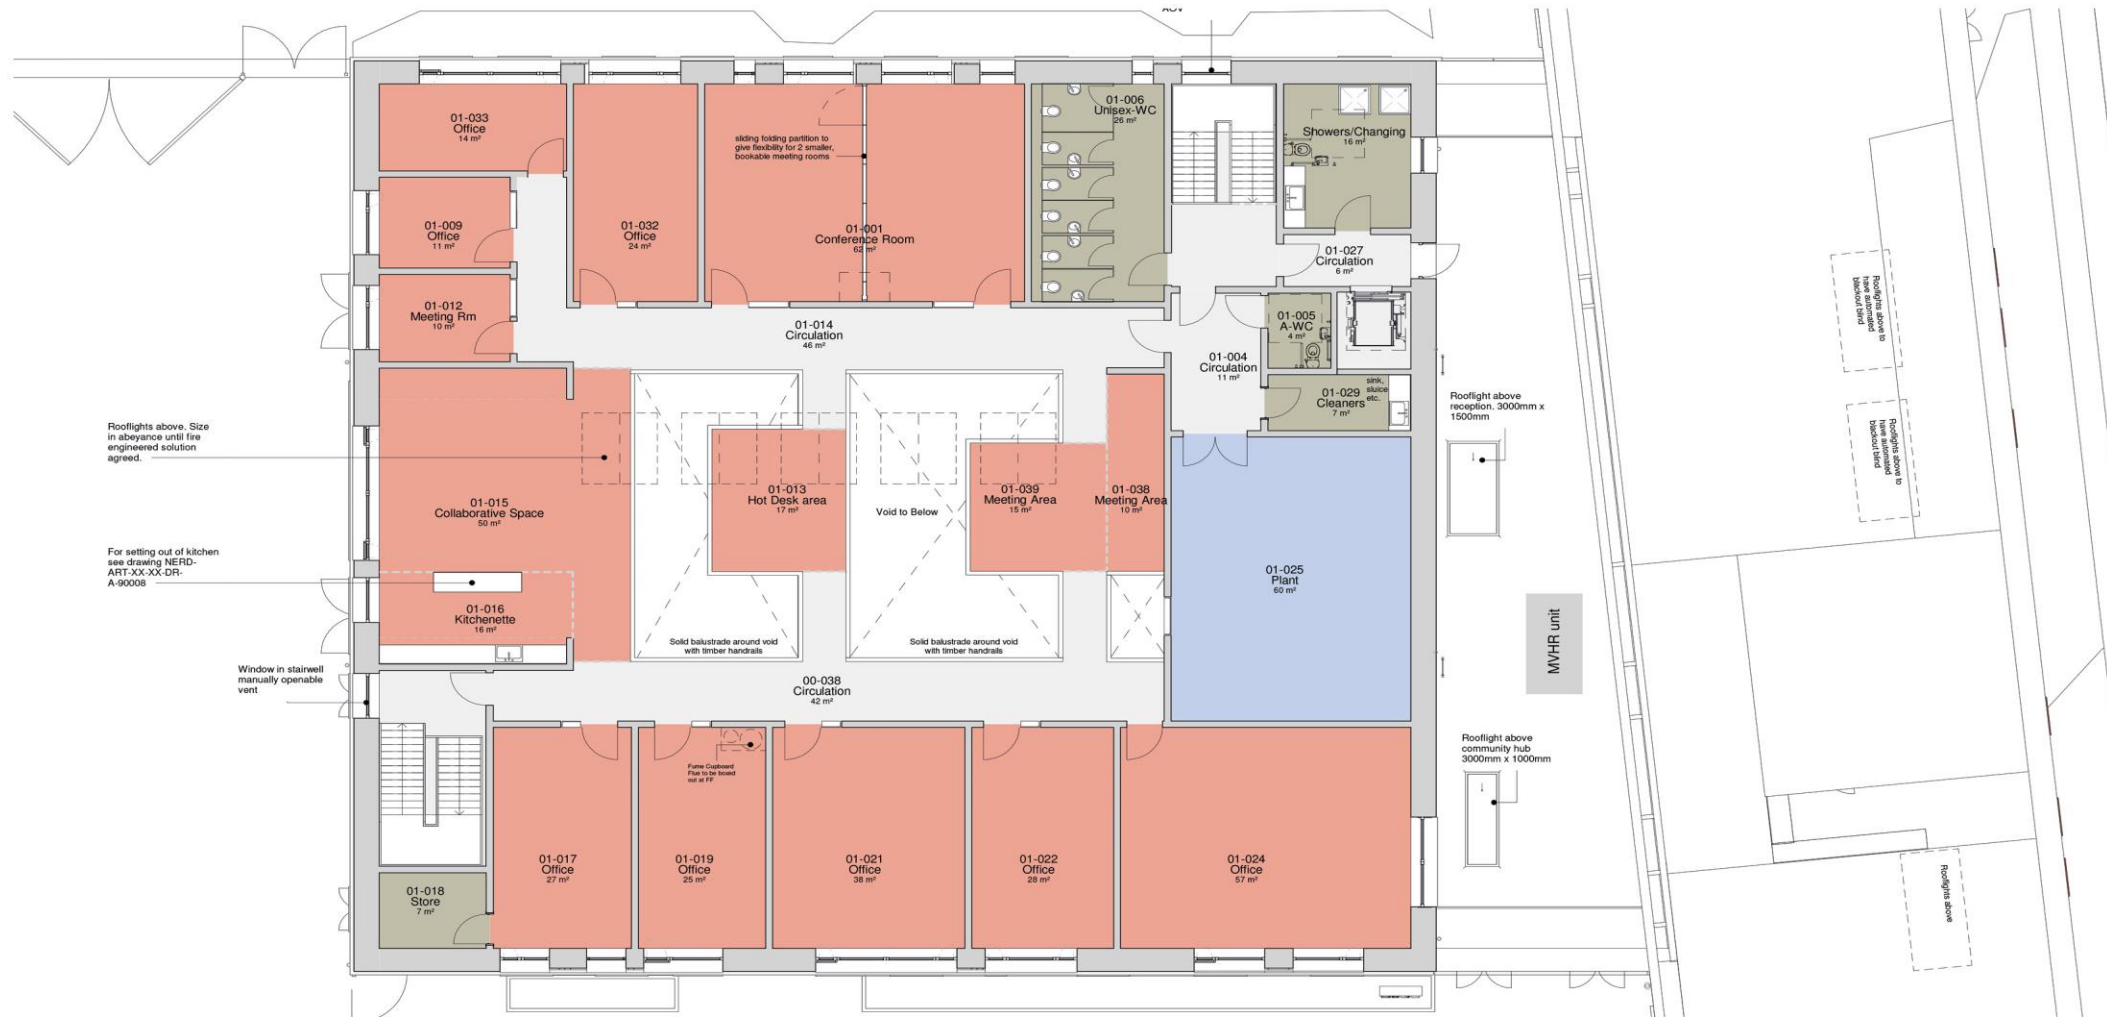 AOV
01-033
Office
14 m²
sliding folding partition to
give flexibility for 2 smaller,
bookable meeting rooms
01-006
Unisex-WC
26 m²
Showers/Changing
16 m²
01-009
Office
11 m²
01-032
Office
24 m²
01-001
Conference Room
62 m²
01-027
Circulation
6 m²
01-012
Meeting Rm
10 m²
01-014
Circulation
46 m²
01-005
A-WC
4 m²
01-004
Circulation
11 m²
01-029
Cleaners
7 m²
sink,
sluice
etc.
Rooflights above to
have automated
blackout blind
Rooflights above to
have automated
blackout blind
Rooflight above
reception. 3000mm x
1500mm
Rooflights above. Size
in abeyance until fire
engineered solution
agreed.
01-015
Collaborative Space
50 m²
01-013
Hot Desk area
17 m²
Void to Below
01-039
Meeting Area
15 m²
01-038
Meeting Area
10 m²
01-025
Plant
60 m²
For setting out of kitchen
see drawing NERD-
ART-XX-XX-DR-
A-90008
01-016
Kitchenette
16 m²
Solid balustrade around void
with timber handrails
Solid balustrade around void
with timber handrails
MVHR unit
Window in stairwell
manually openable
vent
00-038
Circulation
42 m²
Rooflight above
community hub
3000mm x 1000mm
Fume Cupboard
Flue to be boxed
out at FF
01-017
Office
27 m²
01-019
Office
25 m²
01-021
Office
38 m²
01-022
Office
28 m²
01-024
Office
57 m²
01-018
Store
7 m²
Rooflights above